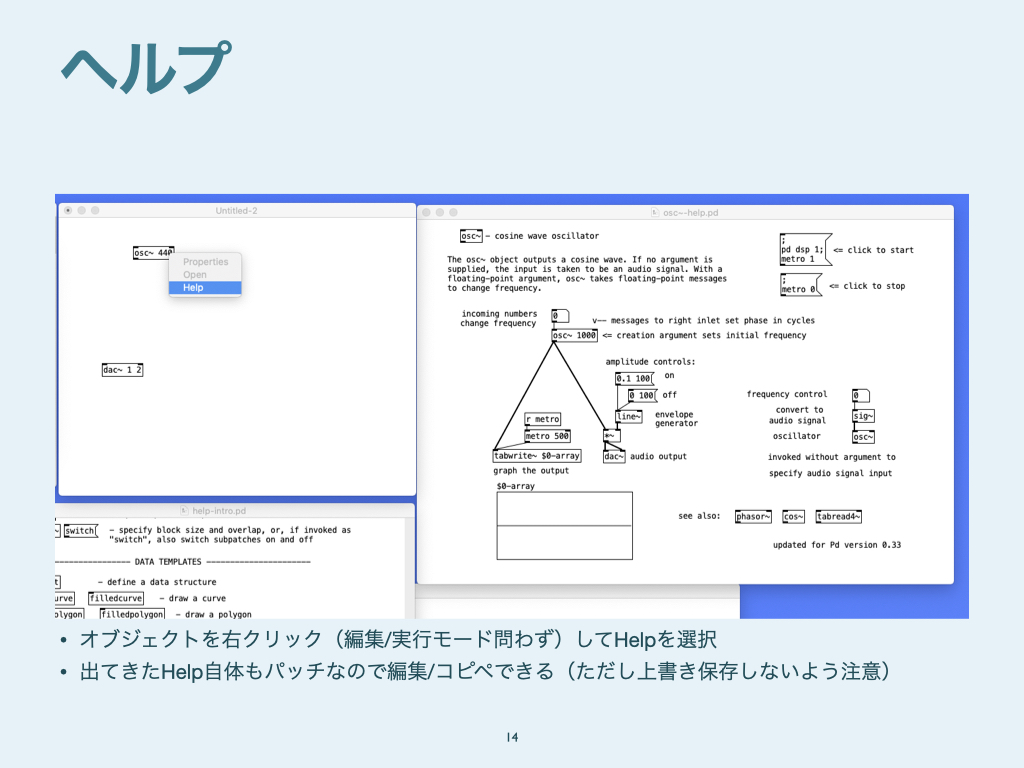 ヘルプ
Untitled-2
osc~ 440
Properties
Open
Help
dac~ 1 2
osc~-help.pd
osc~ – cosine wave oscillator
The osc~ object outputs a cosine wave. If no argument is
supplied, the input is taken to be an audio signal. With a
floating-point argument, osc~ takes floating-point messages
to change frequency.
;
pd dsp 1;
metro 1
<= click to start
;
metro 0
<= click to stop
incoming numbers
change frequency
0
v-- messages to right inlet set phase in cycles
osc~ 1000 <= creation argument sets initial frequency
amplitude controls:
0.1 100 on
0 100 off
line~ envelope
generator
r metro
metro 500
*~
tabwrite~ $0-array
dac~ audio output
graph the output
$0-array
frequency control 0
convert to
audio signal
sig~
oscillator osc~
invoked without argument to
specify audio signal input
see also: phasor~ cos~ tabread4~
updated for Pd version 0.33
help-intro.pd
~ switch – specify block size and overlap, or, if invoked as
"switch", also switch subpatches on and off
---------------- DATA TEMPLATES ----------------------
t – define a data structure
urve filledcurve – draw a curve
olygon filledpolygon – draw a polygon
• オブジェクトを右クリック（編集/実行モード問わず）してHelpを選択
• 出てきたHelp自体もパッチなので編集/コピペできる（ただし上書き保存しないよう注意）
14